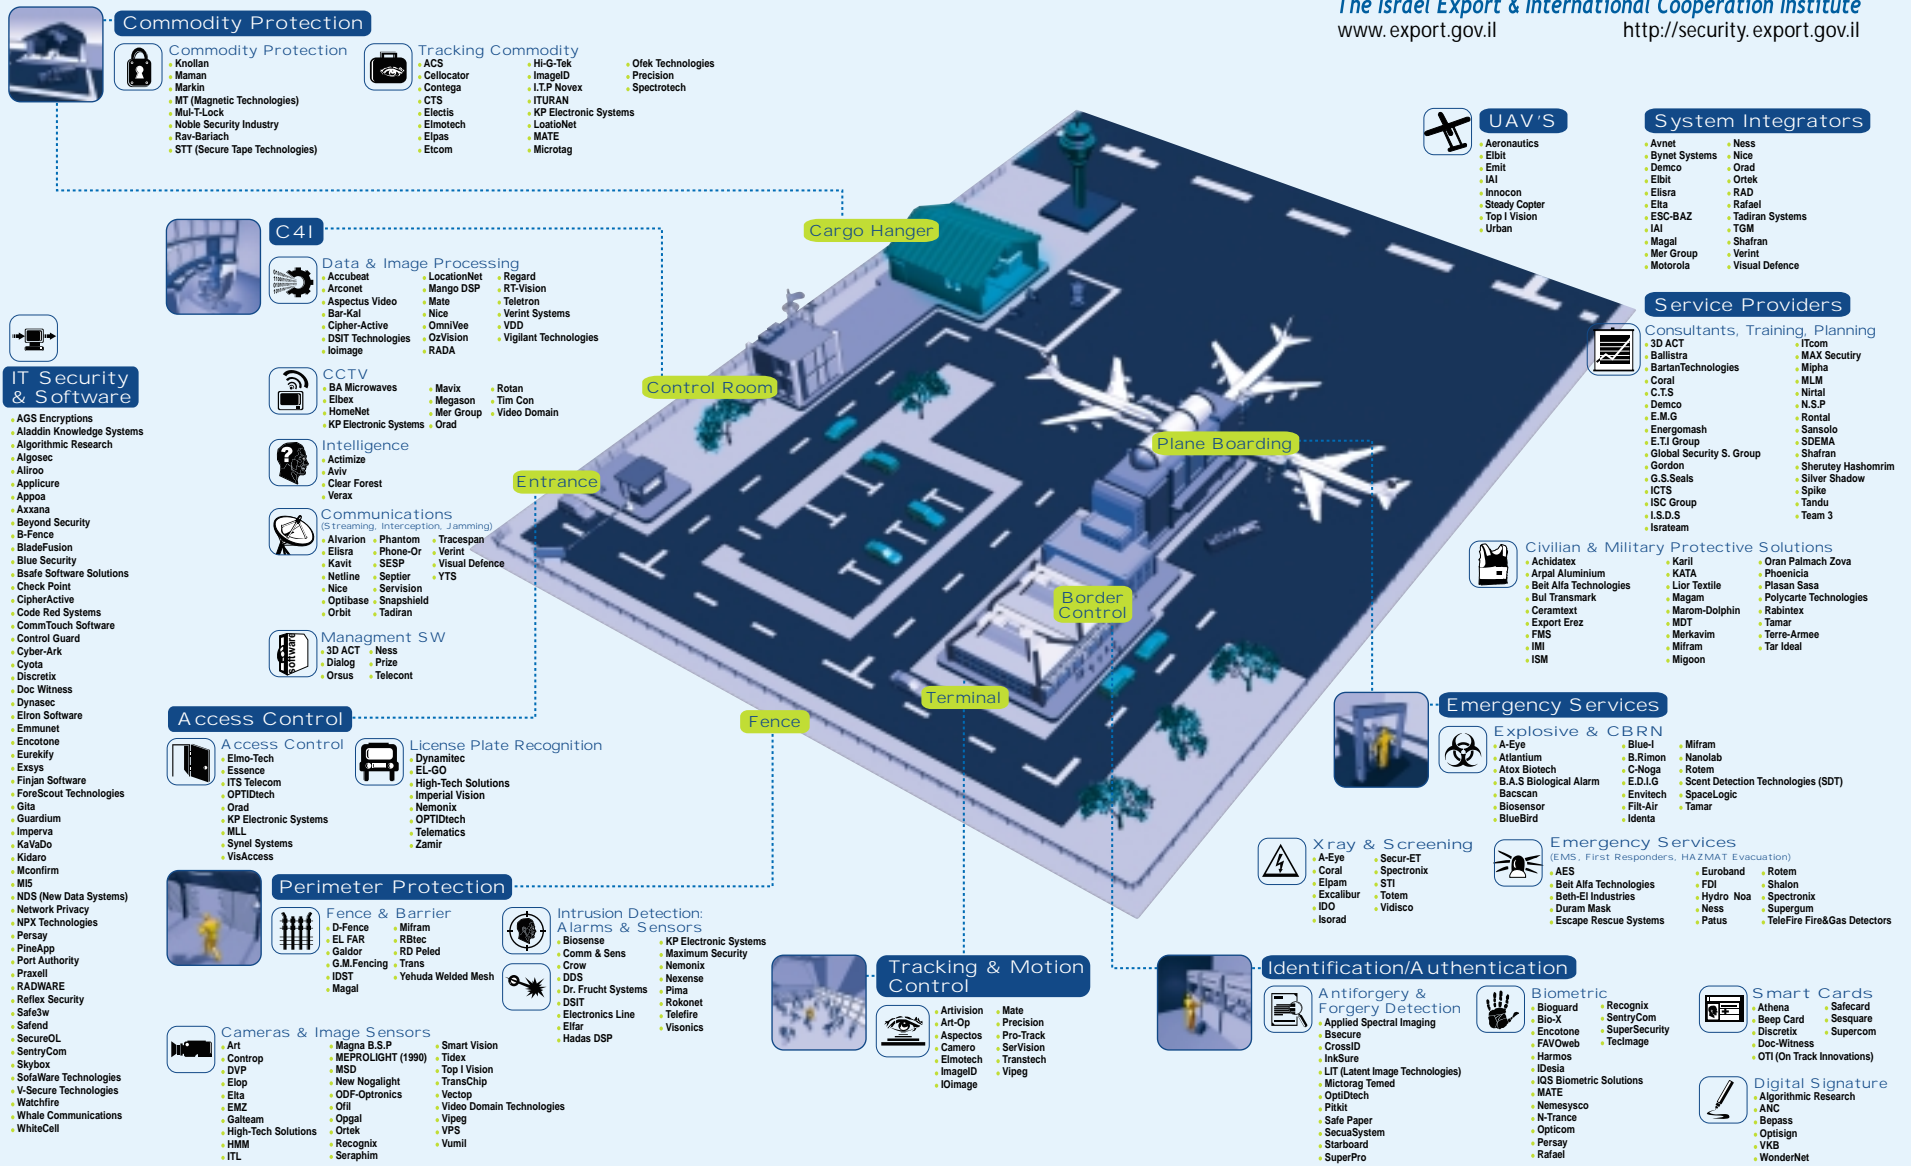 The Israel Export & International Cooperation Institute
www.export.gov.il
http://security.export.gov.il
Commodity Protection
Commodity Protection
Knollan
Maman
Markin
MT (Magnetic Technologies)
Mul-T-Lock
Noble Security Industry
Rav-Bariach
STT (Secure Tape Technologies)
Tracking Commodity
ACS
Cellocator
Contega
CTS
Electis
Elmotech
Elpas
Etcom
Hi-G-Tek
ImageID
I.T.P Novex
ITURAN
KP Electronic Systems
LoatioNet
MATE
Microtag
Ofek Technologies
Precision
Spectrotech
UAV'S
Aeronautics
Elbit
Emit
IAI
Innocon
Steady Copter
Top I Vision
Urban
System Integrators
Avnet
Bynet Systems
Demco
Elbit
Elisra
Elta
ESC-BAZ
IAI
Magal
Mer Group
Motorola
Ness
Nice
Orad
Ortek
RAD
Rafael
Tadiran Systems
TGM
Shafran
Verint
Visual Defence
Cargo Hanger
Control Room
Entrance
Plane Boarding
Border
Control
Terminal
Fence
C4I
Data & Image Processing
Accubeat
Arconet
Aspectus Video
Bar-Kal
Cipher-Active
DSIT Technologies
Ioimage
LocationNet
Mango DSP
Mate
Nice
OmniVee
OzVision
RADA
Regard
RT-Vision
Teletron
Verint Systems
VDD
Vigilant Technologies
CCTV
BA Microwaves
Elbex
HomeNet
KP Electronic Systems
Mavix
Megason
Mer Group
Orad
Rotan
Tim Con
Video Domain
Intelligence
Actimize
Aviv
Clear Forest
Verax
Communications
(Streaming, Interception, Jamming)
Alvarion
Elisra
Kavit
Netline
Nice
Optibase
Orbit
Phantom
Phone-Or
SESP
Septier
Servision
Snapshield
Tadiran
Tracespan
Verint
Visual Defence
YTS
Managment SW
software
3D ACT
Dialog
Orsus
Ness
Prize
Telecont
IT Security
& Software
AGS Encryptions
Aladdin Knowledge Systems
Algorithmic Research
Algosec
Aliroo
Applicure
Appoa
Axxana
Beyond Security
B-Fence
BladeFusion
Blue Security
Bsafe Software Solutions
Check Point
CipherActive
Code Red Systems
CommTouch Software
Control Guard
Cyber-Ark
Cyota
Discretix
Doc Witness
Dynasec
Elron Software
Emmunet
Encotone
Eurekify
Exsys
Finjan Software
ForeScout Technologies
Gita
Guardium
Imperva
KaVaDo
Kidaro
Mconfirm
MI5
NDS (New Data Systems)
Network Privacy
NPX Technologies
Persay
PineApp
Port Authority
Praxell
RADWARE
Reflex Security
Safe3w
Safend
SecureOL
SentryCom
Skybox
SofaWare Technologies
V-Secure Technologies
Watchfire
Whale Communications
WhiteCell
Access Control
Access Control
Elmo-Tech
Essence
ITS Telecom
OPTIDtech
Orad
KP Electronic Systems
MLL
Synel Systems
VisAccess
License Plate Recognition
Dynamitec
EL-GO
High-Tech Solutions
Imperial Vision
Nemonix
OPTIDtech
Telematics
Zamir
Perimeter Protection
Fence & Barrier
D-Fence
EL FAR
Galdor
G.M.Fencing
IDST
Magal
Mifram
RBtec
RD Peled
Trans
Yehuda Welded Mesh
Intrusion Detection:
Alarms & Sensors
Biosense
Comm & Sens
Crow
DDS
Dr. Frucht Systems
DSIT
Electronics Line
Elfar
Hadas DSP
KP Electronic Systems
Maximum Security
Nemonix
Nexense
Pima
Rokonet
Telefire
Visonics
Cameras & Image Sensors
Art
Controp
DVP
Elop
Elta
EMZ
Galteam
High-Tech Solutions
HMM
ITL
Magna B.S.P
MEPROLIGHT (1990)
MSD
New Nogalight
ODF-Optronics
Ofil
Opgal
Ortek
Recognix
Seraphim
Smart Vision
Tidex
Top I Vision
TransChip
Vectop
Video Domain Technologies
Vipeg
VPS
Vumil
Tracking & Motion
Control
Artivision
Art-Op
Aspectos
Camero
Elmotech
ImageID
IOimage
Mate
Precision
Pro-Track
SerVision
Transtech
Vipeg
Service Providers
Consultants, Training, Planning
3D ACT
Ballistra
BartanTechnologies
Coral
C.T.S
Demco
E.M.G
Energomash
E.T.I Group
Global Security S. Group
Gordon
G.S.Seals
ICTS
ISC Group
I.S.D.S
Israteam
ITcom
MAX Secutiry
Mipha
MLM
Nirtal
N.S.P
Rontal
Sansolo
SDEMA
Shafran
Sherutey Hashomrim
Silver Shadow
Spike
Tandu
Team 3
Civilian & Military Protective Solutions
Achidatex
Arpal Aluminium
Beit Alfa Technologies
Bul Transmark
Ceramtext
Export Erez
FMS
IMI
ISM
Karil
KATA
Lior Textile
Magam
Marom-Dolphin
MDT
Merkavim
Mifram
Migoon
Oran Palmach Zova
Phoenicia
Plasan Sasa
Polycarte Technologies
Rabintex
Tamar
Terre-Armee
Tar Ideal
Emergency Services
Explosive & CBRN
A-Eye
Atlantium
Atox Biotech
B.A.S Biological Alarm
Bacscan
Biosensor
BlueBird
Blue-I
B.Rimon
C-Noga
E.D.I.G
Envitech
Filt-Air
Identa
Mifram
Nanolab
Rotem
Scent Detection Technologies (SDT)
SpaceLogic
Tamar
Xray & Screening
A-Eye
Coral
Elpam
Excalibur
IDO
Isorad
Secur-ET
Spectronix
STI
Totem
Vidisco
Emergency Services
(EMS, First Responders, HAZMAT Evacuation)
AES
Beit Alfa Technologies
Beth-El Industries
Duram Mask
Escape Rescue Systems
Euroband
FDI
Hydro Noa
Ness
Patus
Rotem
Shalon
Spectronix
Supergum
TeleFire Fire&Gas Detectors
Identification/Authentication
Antiforgery &
Forgery Detection
Applied Spectral Imaging
Bsecure
CrossID
InkSure
LIT (Latent Image Technologies)
Mictorag Temed
OptiDtech
Pitkit
Safe Paper
SecuaSystem
Starboard
SuperPro
Biometric
Bioguard
Bio-X
Encotone
FAVOweb
Harmos
IDesia
IQS Biometric Solutions
MATE
Nemesysco
N-Trance
Opticom
Persay
Rafael
Recognix
SentryCom
SuperSecurity
TecImage
Smart Cards
Athena
Beep Card
Discretix
Doc-Witness
OTI (On Track Innovations)
Safecard
Sesquare
Supercom
Digital Signature
Algorithmic Research
ANC
Bepass
Optisign
VKB
WonderNet